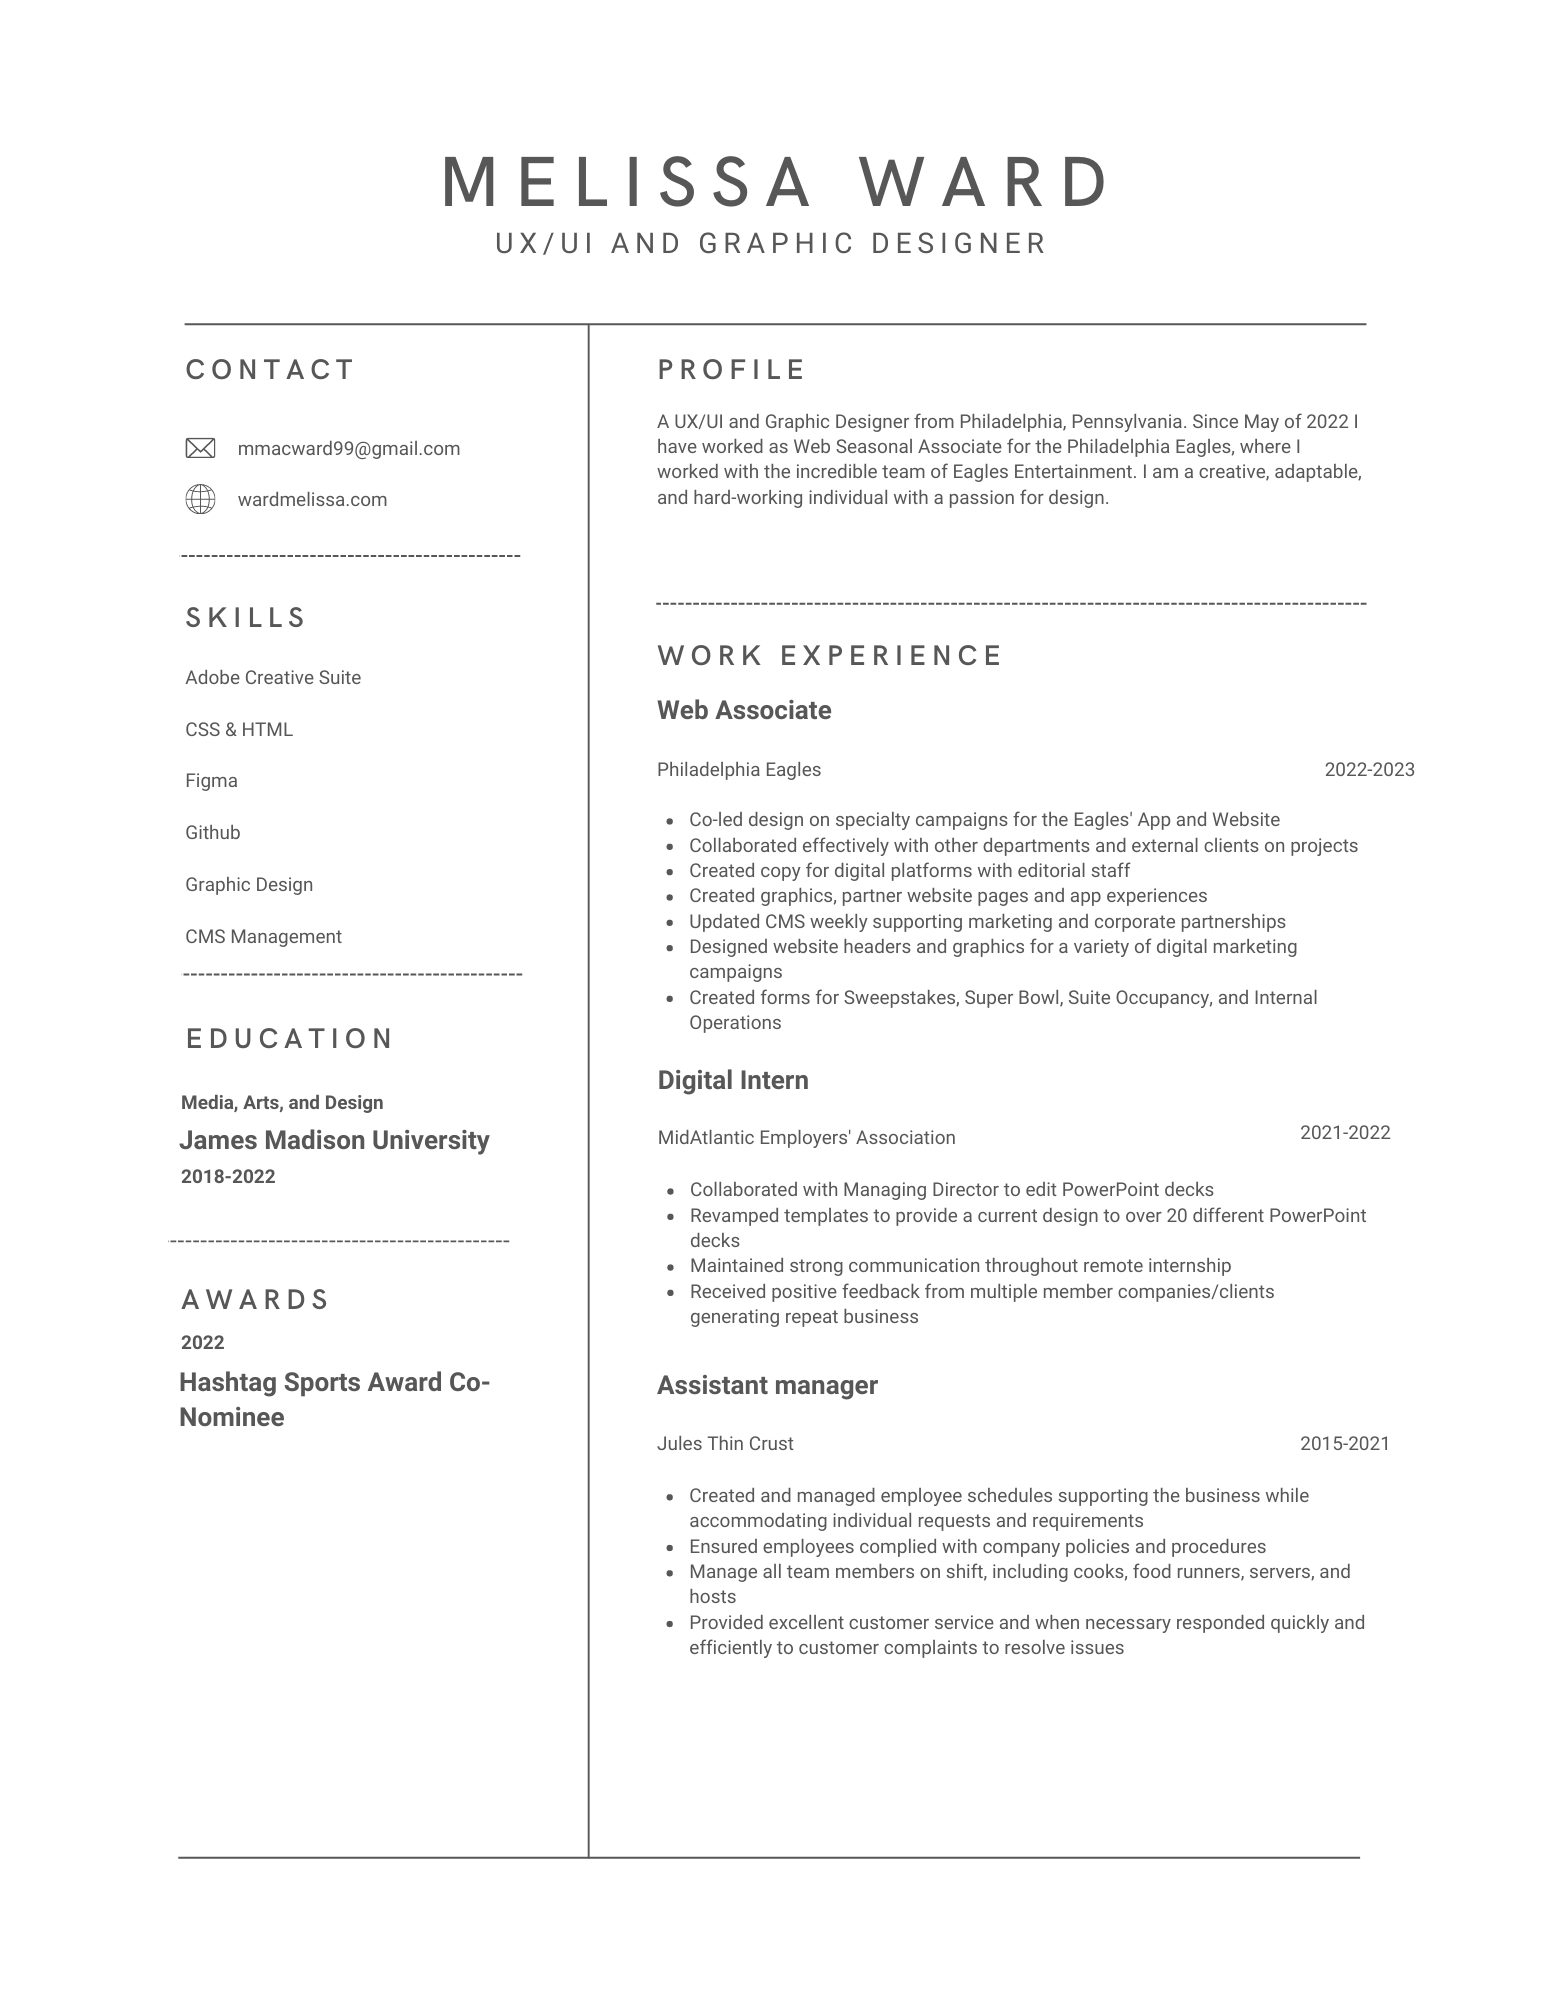 MELISSA WARD
UX/UI AND GRAPHIC DESIGNER
CONTACT
mmacward99@gmail.com
wardmelissa.com
SKILLS
Adobe Creative Suite
CSS & HTML
Figma
Github
Graphic Design
CMS Management
EDUCATION
Media, Arts, and Design
James Madison University
2018-2022
AWARDS
2022
Hashtag Sports Award Co-
Nominee
PROFILE
A UX/UI and Graphic Designer from Philadelphia, Pennsylvania. Since May of 2022 I
have worked as Web Seasonal Associate for the Philadelphia Eagles, where I
worked with the incredible team of Eagles Entertainment. I am a creative, adaptable,
and hard-working individual with a passion for design.
WORK EXPERIENCE
Web Associate
Philadelphia Eagles 2022-2023
• Co-led design on specialty campaigns for the Eagles' App and Website
• Collaborated effectively with other departments and external clients on projects
• Created copy for digital platforms with editorial staff
• Created graphics, partner website pages and app experiences
• Updated CMS weekly supporting marketing and corporate partnerships
• Designed website headers and graphics for a variety of digital marketing
campaigns
• Created forms for Sweepstakes, Super Bowl, Suite Occupancy, and Internal
Operations
Digital Intern
MidAtlantic Employers' Association 2021-2022
• Collaborated with Managing Director to edit PowerPoint decks
• Revamped templates to provide a current design to over 20 different PowerPoint
decks
• Maintained strong communication throughout remote internship
• Received positive feedback from multiple member companies/clients
generating repeat business
Assistant manager
Jules Thin Crust 2015-2021
• Created and managed employee schedules supporting the business while
accommodating individual requests and requirements
• Ensured employees complied with company policies and procedures
• Manage all team members on shift, including cooks, food runners, servers, and
hosts
• Provided excellent customer service and when necessary responded quickly and
efficiently to customer complaints to resolve issues